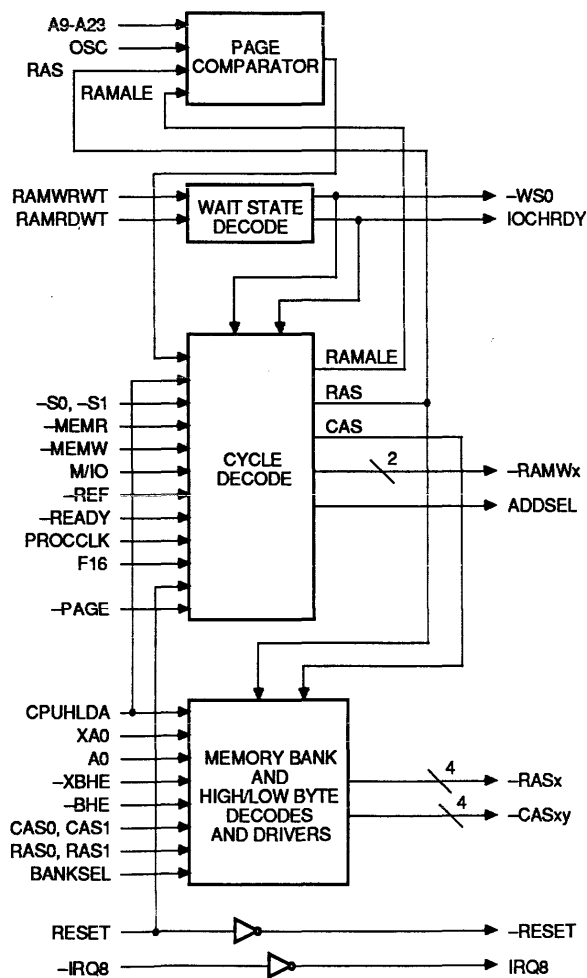 A9-A23
OSC
RAS
RAMALE
PAGE
COMPARATOR
RAMWRWT
RAMRDWT
WAIT STATE
DECODE
–WS0
IOCHRDY
RAMALE
RAS
CAS
–S0, –S1
–MEMR
–MEMW
M/IO
–REF
–READY
PROCCLK
F16
–PAGE
CYCLE
DECODE
2
–RAMWx
ADDSEL
CPUHLDA
XA0
A0
–XBHE
–BHE
CAS0, CAS1
RAS0, RAS1
BANKSEL
MEMORY BANK
AND
HIGH/LOW BYTE
DECODES
AND DRIVERS
4
–RASx
4
–CASxy
RESET
–RESET
–IRQ8
IRQ8